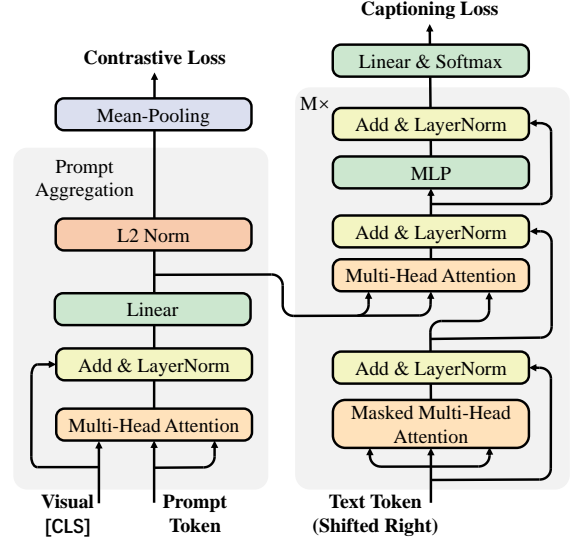 Contrastive Loss
Mean-Pooling
Prompt
Aggregation
L2 Norm
Linear
Add & LayerNorm
Multi-Head Attention
Visual
[CLS]
Prompt
Token
Captioning Loss
Linear & Softmax
M×
Add & LayerNorm
MLP
Add & LayerNorm
Multi-Head Attention
Add & LayerNorm
Masked Multi-Head
Attention
Text Token
(Shifted Right)